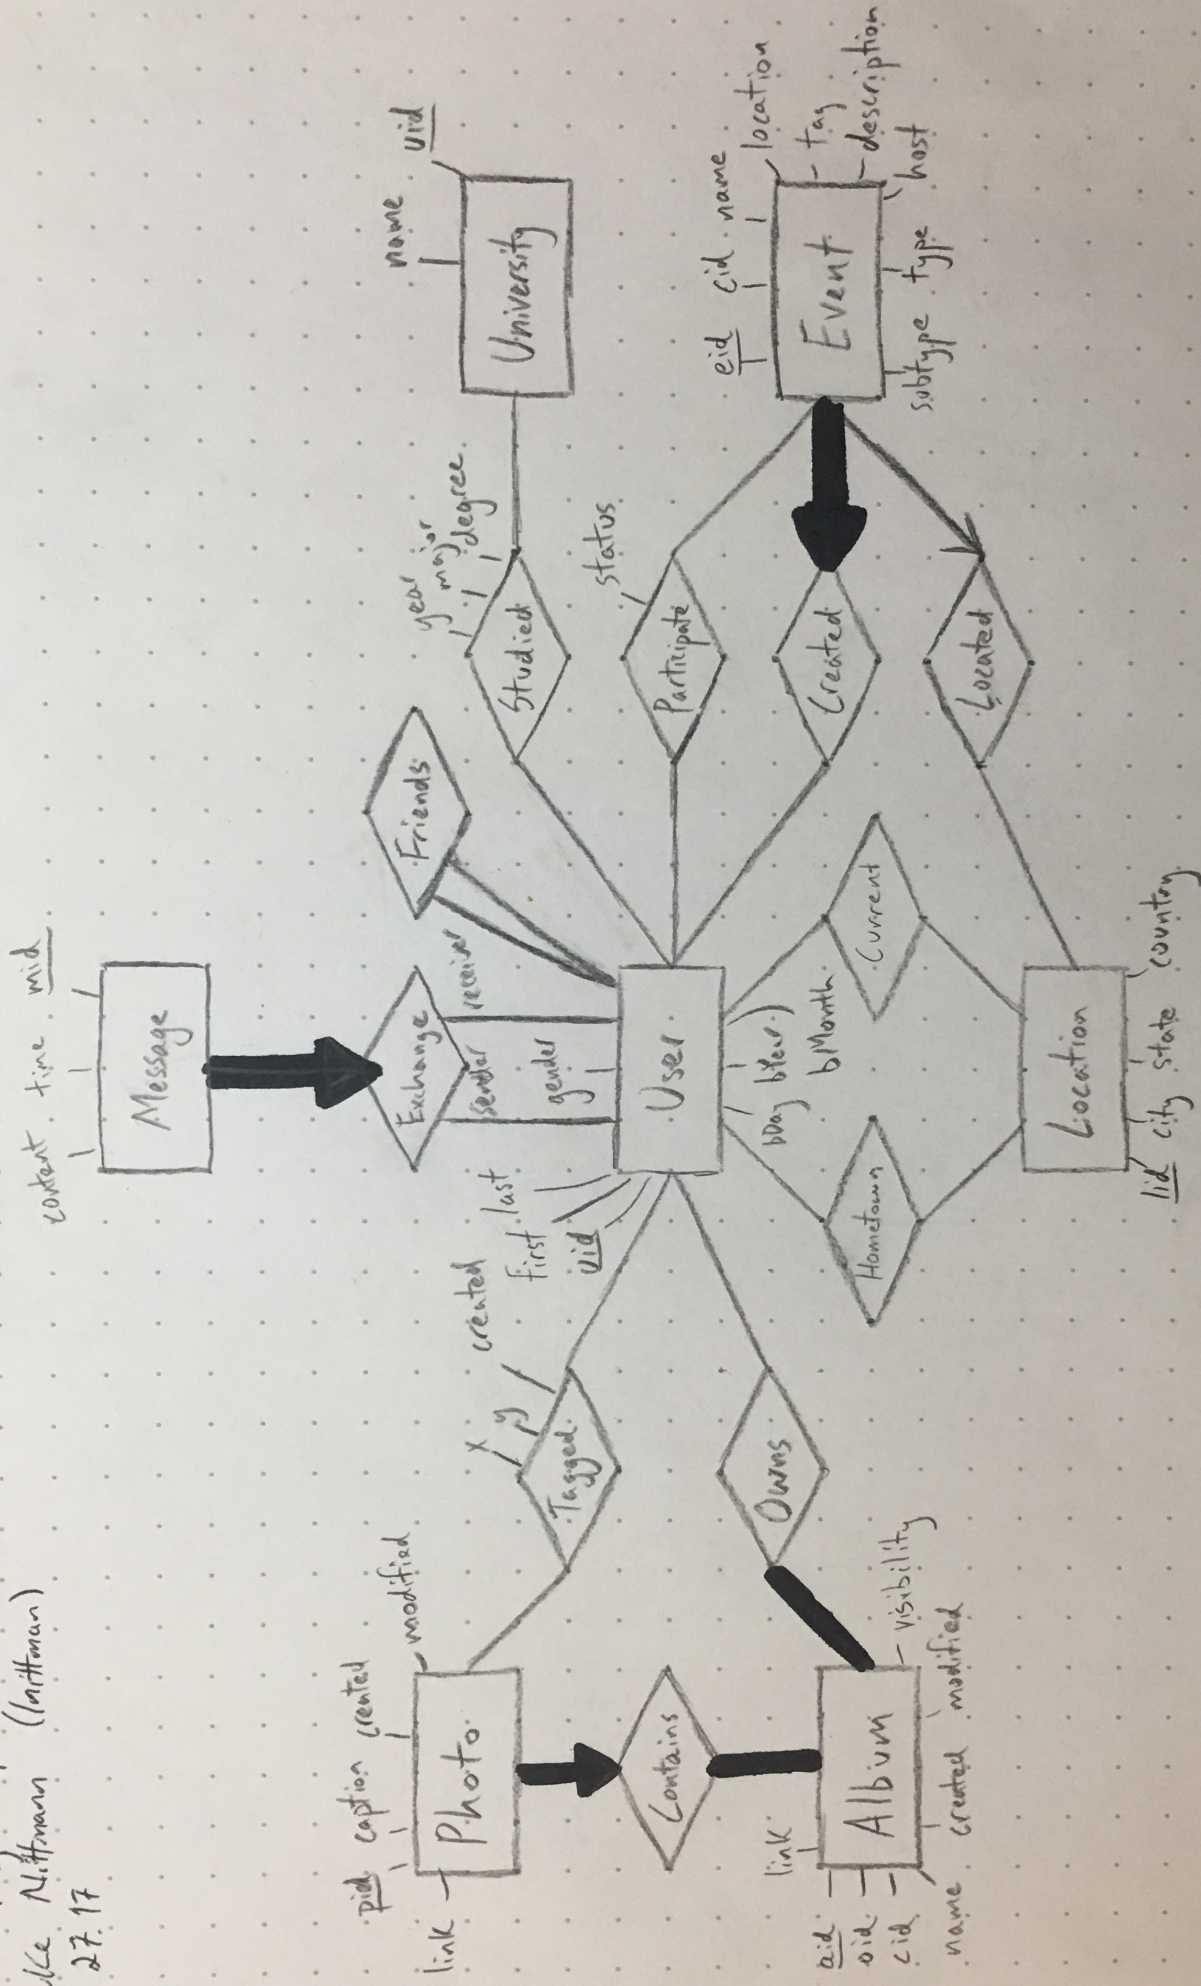 Nittmann (lnittman)
27.17
content time mid
Message
Exchange
sender
receiver
Friends
name uid
University
year
major
degree
Studied
status
Participate
Created
Located
eid cid name
location
tag
description
host
Event
subtype type
pid caption created
modified
link
Photo
x y created
Tagged
first last
uid
gender
User
bDay bYear
bMonth
Contains
Owns
Hometown
Current
link
aid
oid
cid
name created modified
visibility
Album
Location
lid city state country